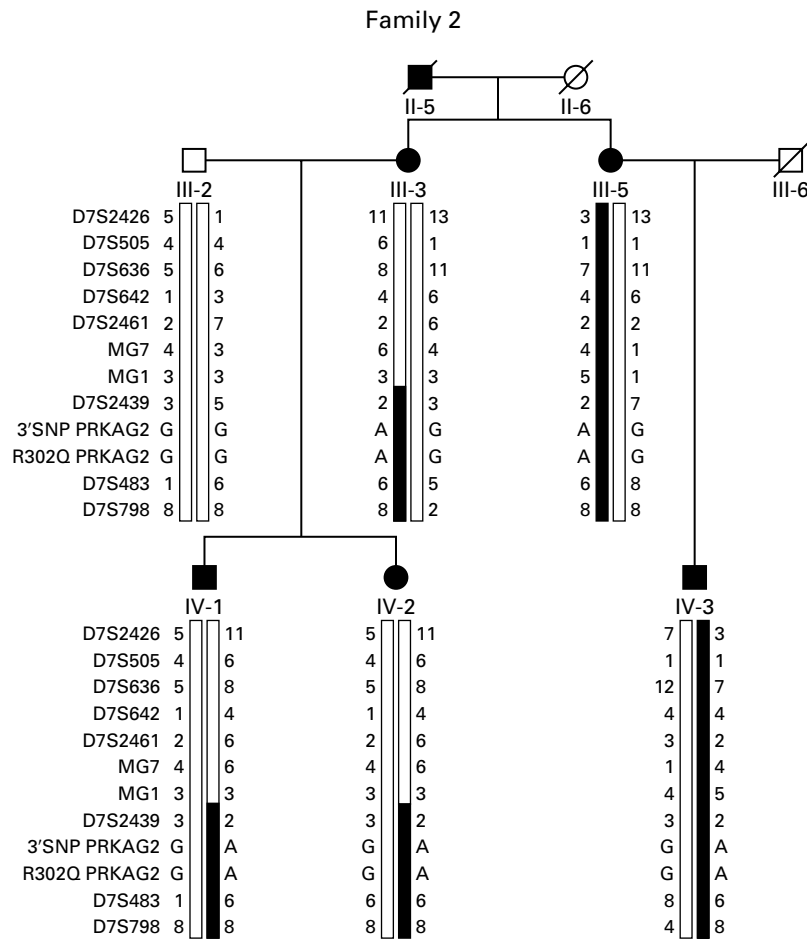 Family 2
II-5 II-6
III-2 III-3 III-5 III-6
D7S2426 5 1 11 13 3 13
D7S505 4 4 6 1 1 1
D7S636 5 6 8 11 7 11
D7S642 1 3 4 6 4 6
D7S2461 2 7 2 6 2 2
MG7 4 3 6 4 4 1
MG1 3 3 3 3 5 1
D7S2439 3 5 2 3 2 7
3′SNP PRKAG2 G G A G A G
R302Q PRKAG2 G G A G A G
D7S483 1 6 6 5 6 8
D7S798 8 8 8 2 8 8
IV-1 IV-2 IV-3
D7S2426 5 11 5 11 7 3
D7S505 4 6 4 6 1 1
D7S636 5 8 5 8 12 7
D7S642 1 4 1 4 4 4
D7S2461 2 6 2 6 3 2
MG7 4 6 4 6 1 4
MG1 3 3 3 3 4 5
D7S2439 3 2 3 2 3 2
3′SNP PRKAG2 G A G A G A
R302Q PRKAG2 G A G A G A
D7S483 1 6 6 6 8 6
D7S798 8 8 8 8 4 8